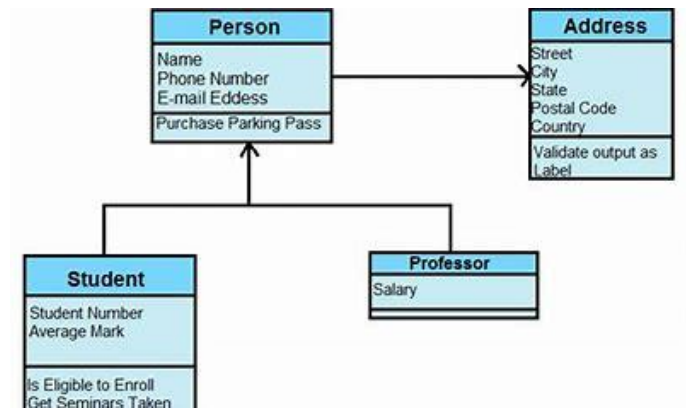 Person
Name
Phone Number
E-mail Eddess
Purchase Parking Pass
Address
Street
City
State
Postal Code
Country
Validate output as
Label
Student
Student Number
Average Mark
Is Eligible to Enroll
Get Seminars Taken
Professor
Salary